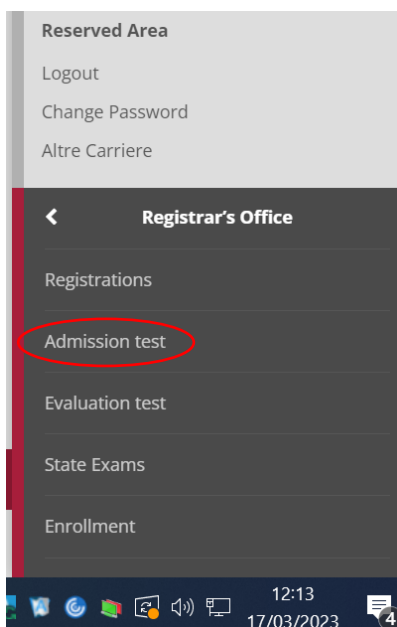 Reserved Area
Logout
Change Password
Altre Carriere
Registrar's Office
Registrations
Admission test
Evaluation test
State Exams
Enrollment
12:13
17/03/2023
4